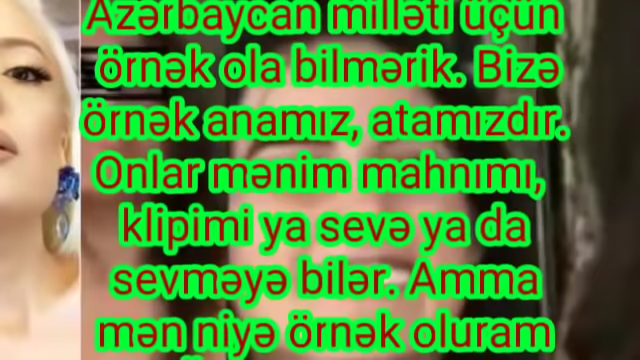 Azərbaycan milləti üçün
örnək ola bilmərik. Bizə
örnək anamız, atamızdır.
Onlar mənim mahnımı,
klipimi ya sevə ya da
sevməyə bilər. Amma
mən niyə örnək oluram